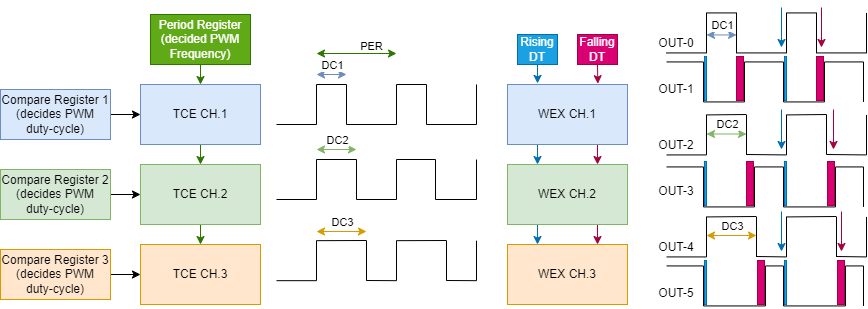 Period Register
(decided PWM
Frequency)
Compare Register 1
(decides PWM
duty-cycle)
TCE CH.1
Compare Register 2
(decides PWM
duty-cycle)
TCE CH.2
Compare Register 3
(decides PWM
duty-cycle)
TCE CH.3
PER
DC1
DC2
DC3
Rising
DT
Falling
DT
WEX CH.1
WEX CH.2
WEX CH.3
OUT-0
DC1
OUT-1
OUT-2
DC2
OUT-3
OUT-4
DC3
OUT-5